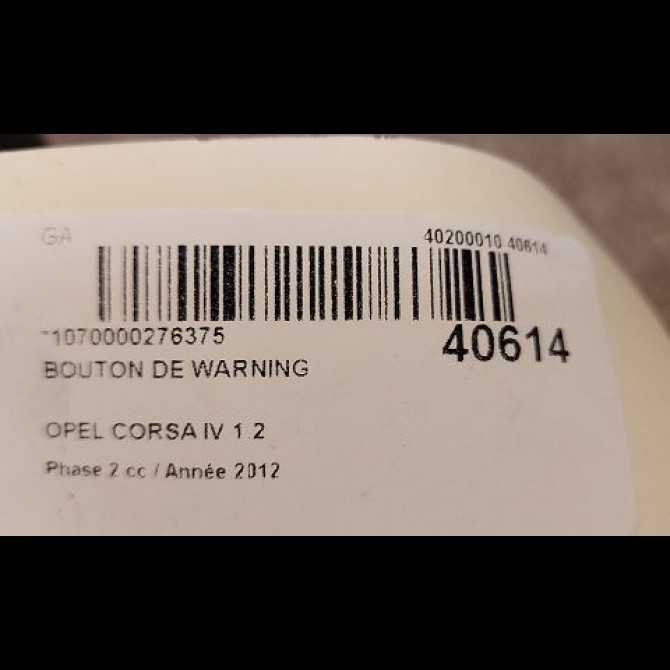 GA
40200010 40614
~1070000276375
40614
BOUTON DE WARNING
OPEL CORSA IV 1.2
Phase 2 cc / Année 2012